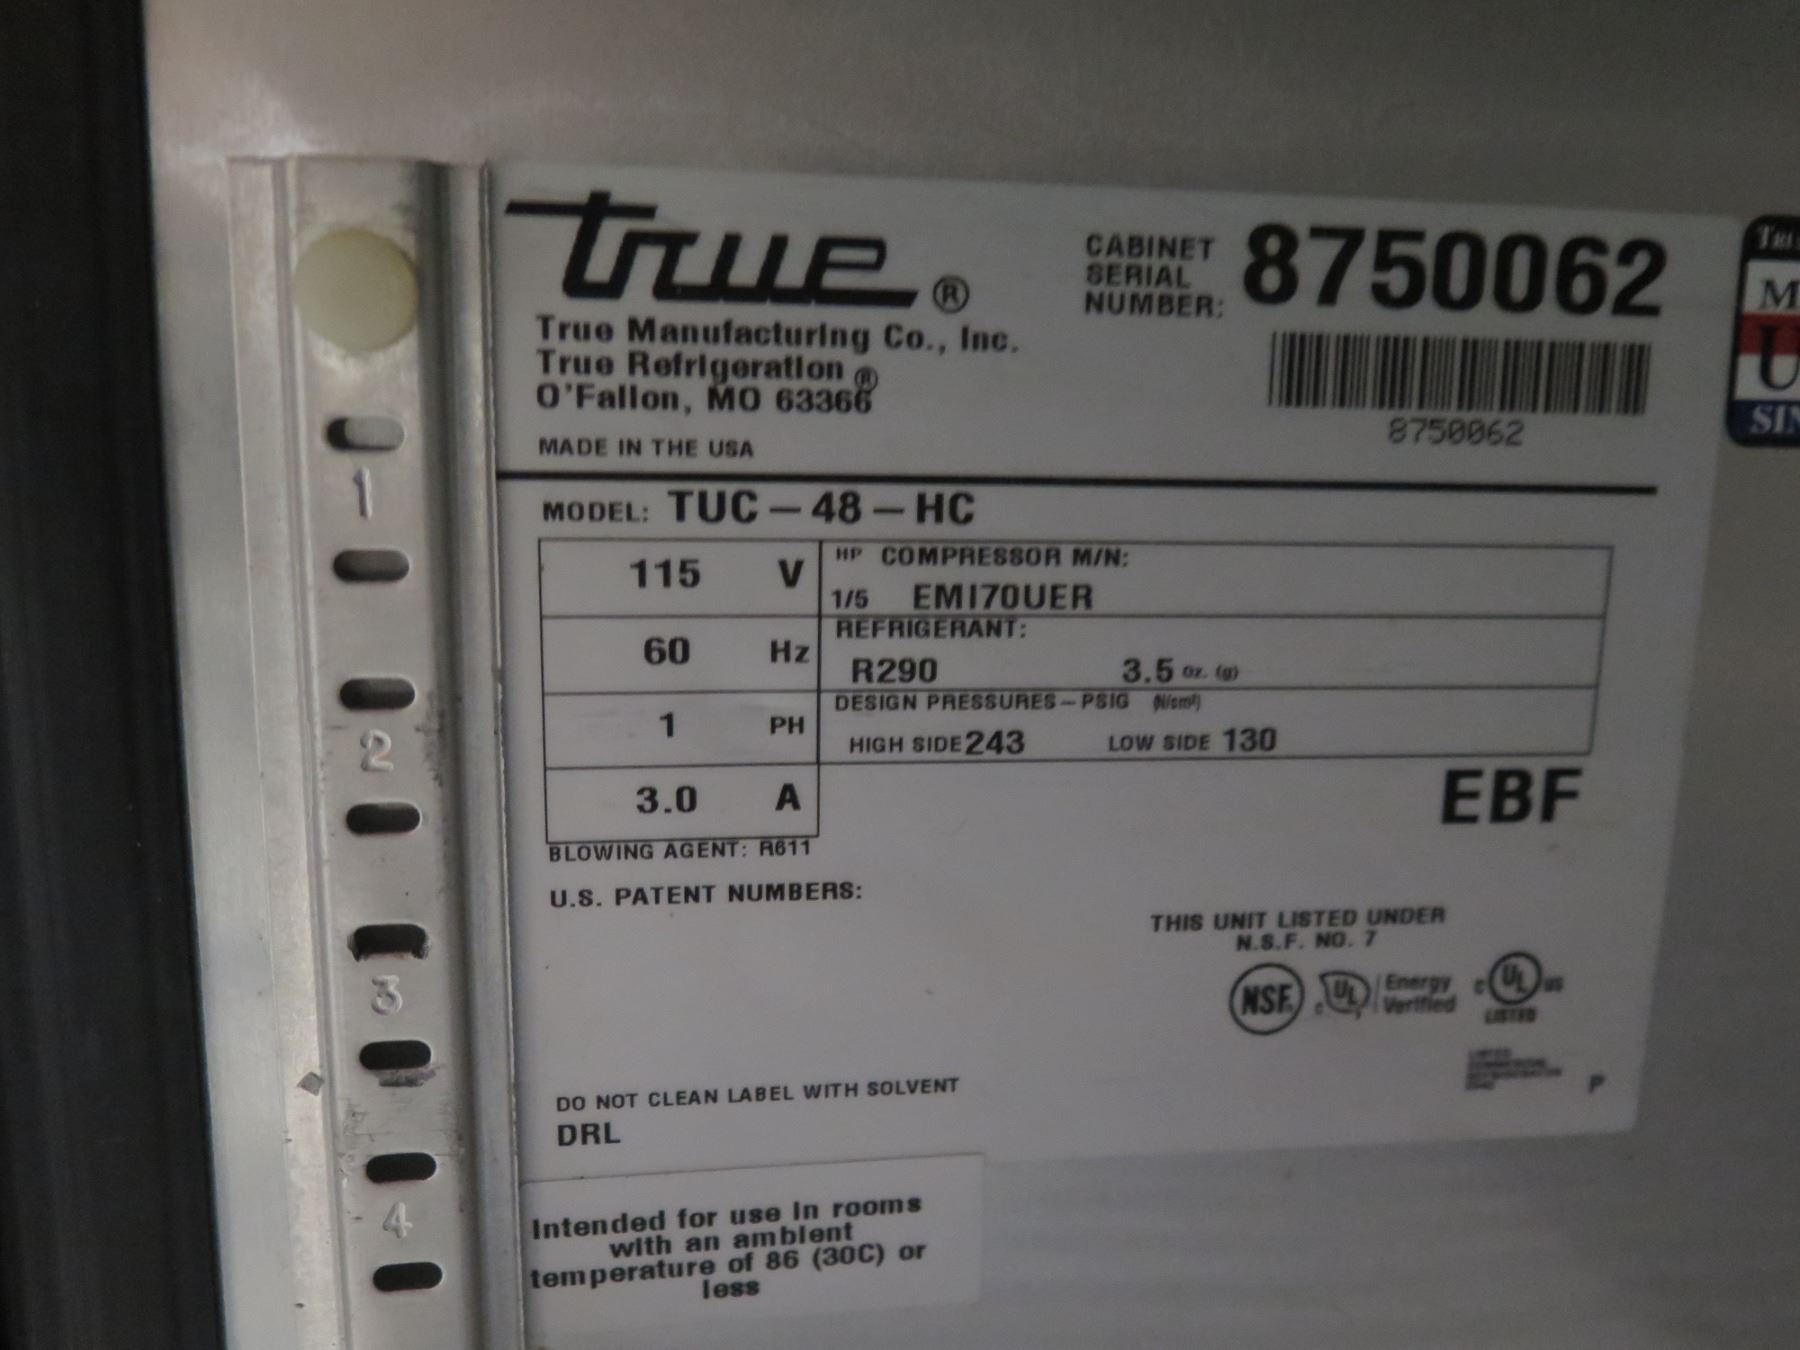 true®
True Manufacturing Co., Inc.
True Refrigeration®
O'Fallon, MO 63366
MADE IN THE USA
CABINET
SERIAL
NUMBER: 8750062
8750062
MODEL: TUC-48-HC
115 V
60 Hz
1 PH
3.0 A
HP COMPRESSOR M/N:
1/5 EMI70UER
REFRIGERANT:
R290 3.5 oz. (g)
DESIGN PRESSURES-PSIG (N/cm²)
HIGH SIDE 243 LOW SIDE 130
EBF
BLOWING AGENT: R611
U.S. PATENT NUMBERS:
THIS UNIT LISTED UNDER
N.S.F. NO. 7
NSF
c UL
Energy
Verified
c UL us
LISTED
P
DO NOT CLEAN LABEL WITH SOLVENT
DRL
Intended for use in rooms
with an ambient
temperature of 86 (30C) or
less
1
2
3
4